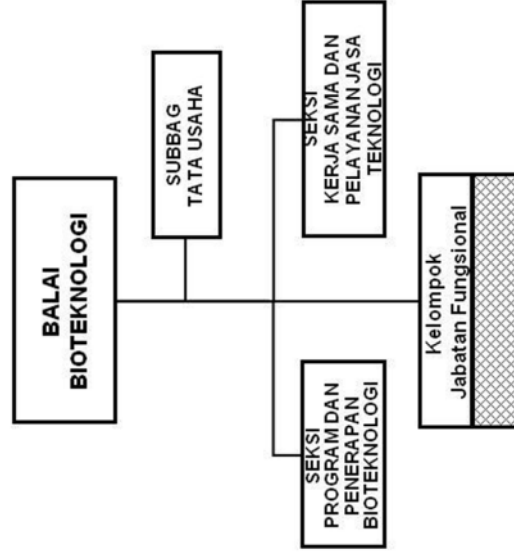 BALAI
BIOTEKNOLOGI
SUBBAG
TATA USAHA
SEKSI
PROGRAM DAN
PENERAPAN
BIOTEKNOLOGI
SEKSI
KERJA SAMA DAN
PELAYANAN JASA
TEKNOLOGI
Kelompok
Jabatan Fungsional